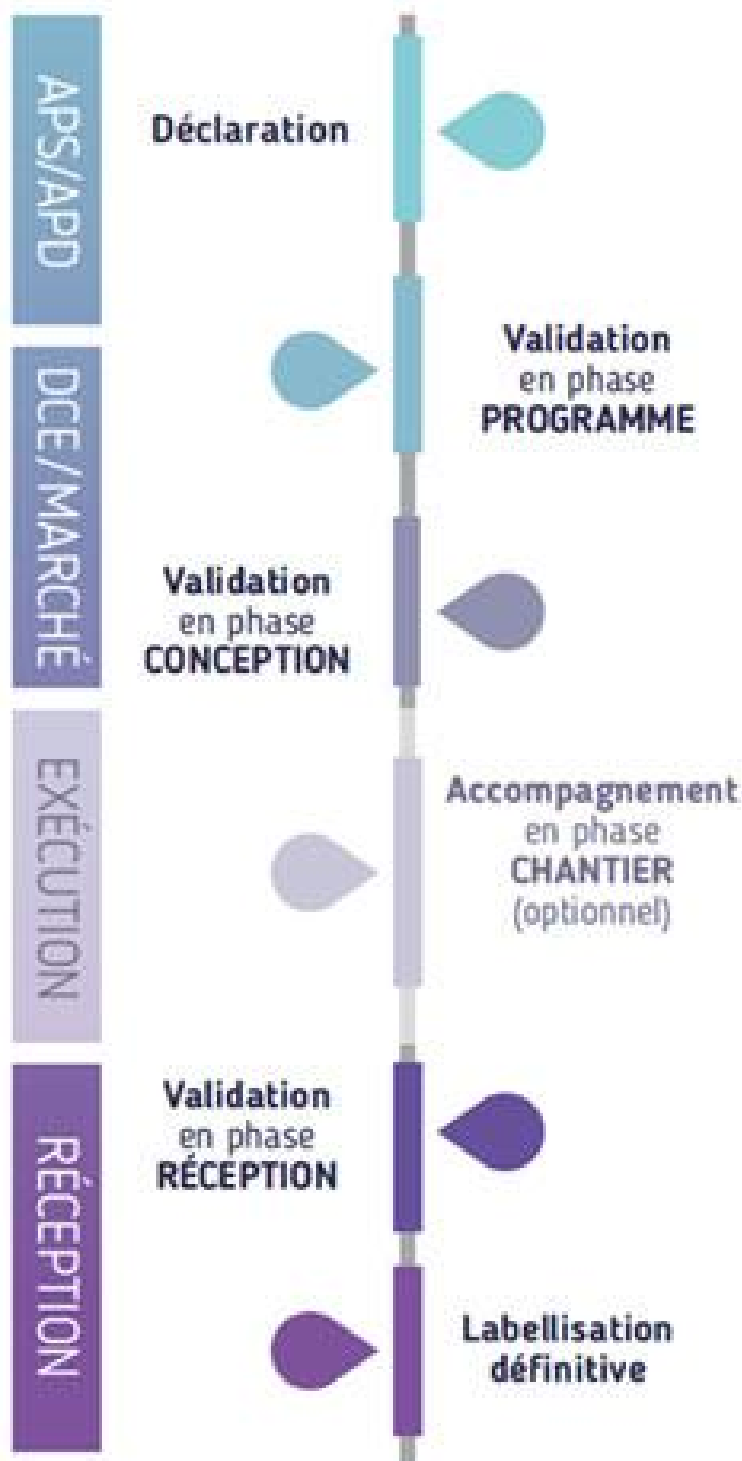 APS/APD
Déclaration
Validation
en phase
PROGRAMME
DCE/MARCHÉ
Validation
en phase
CONCEPTION
EXÉCUTION
Accompagnement
en phase
CHANTIER
(optionnel)
RÉCEPTION
Validation
en phase
RÉCEPTION
Labellisation
définitive